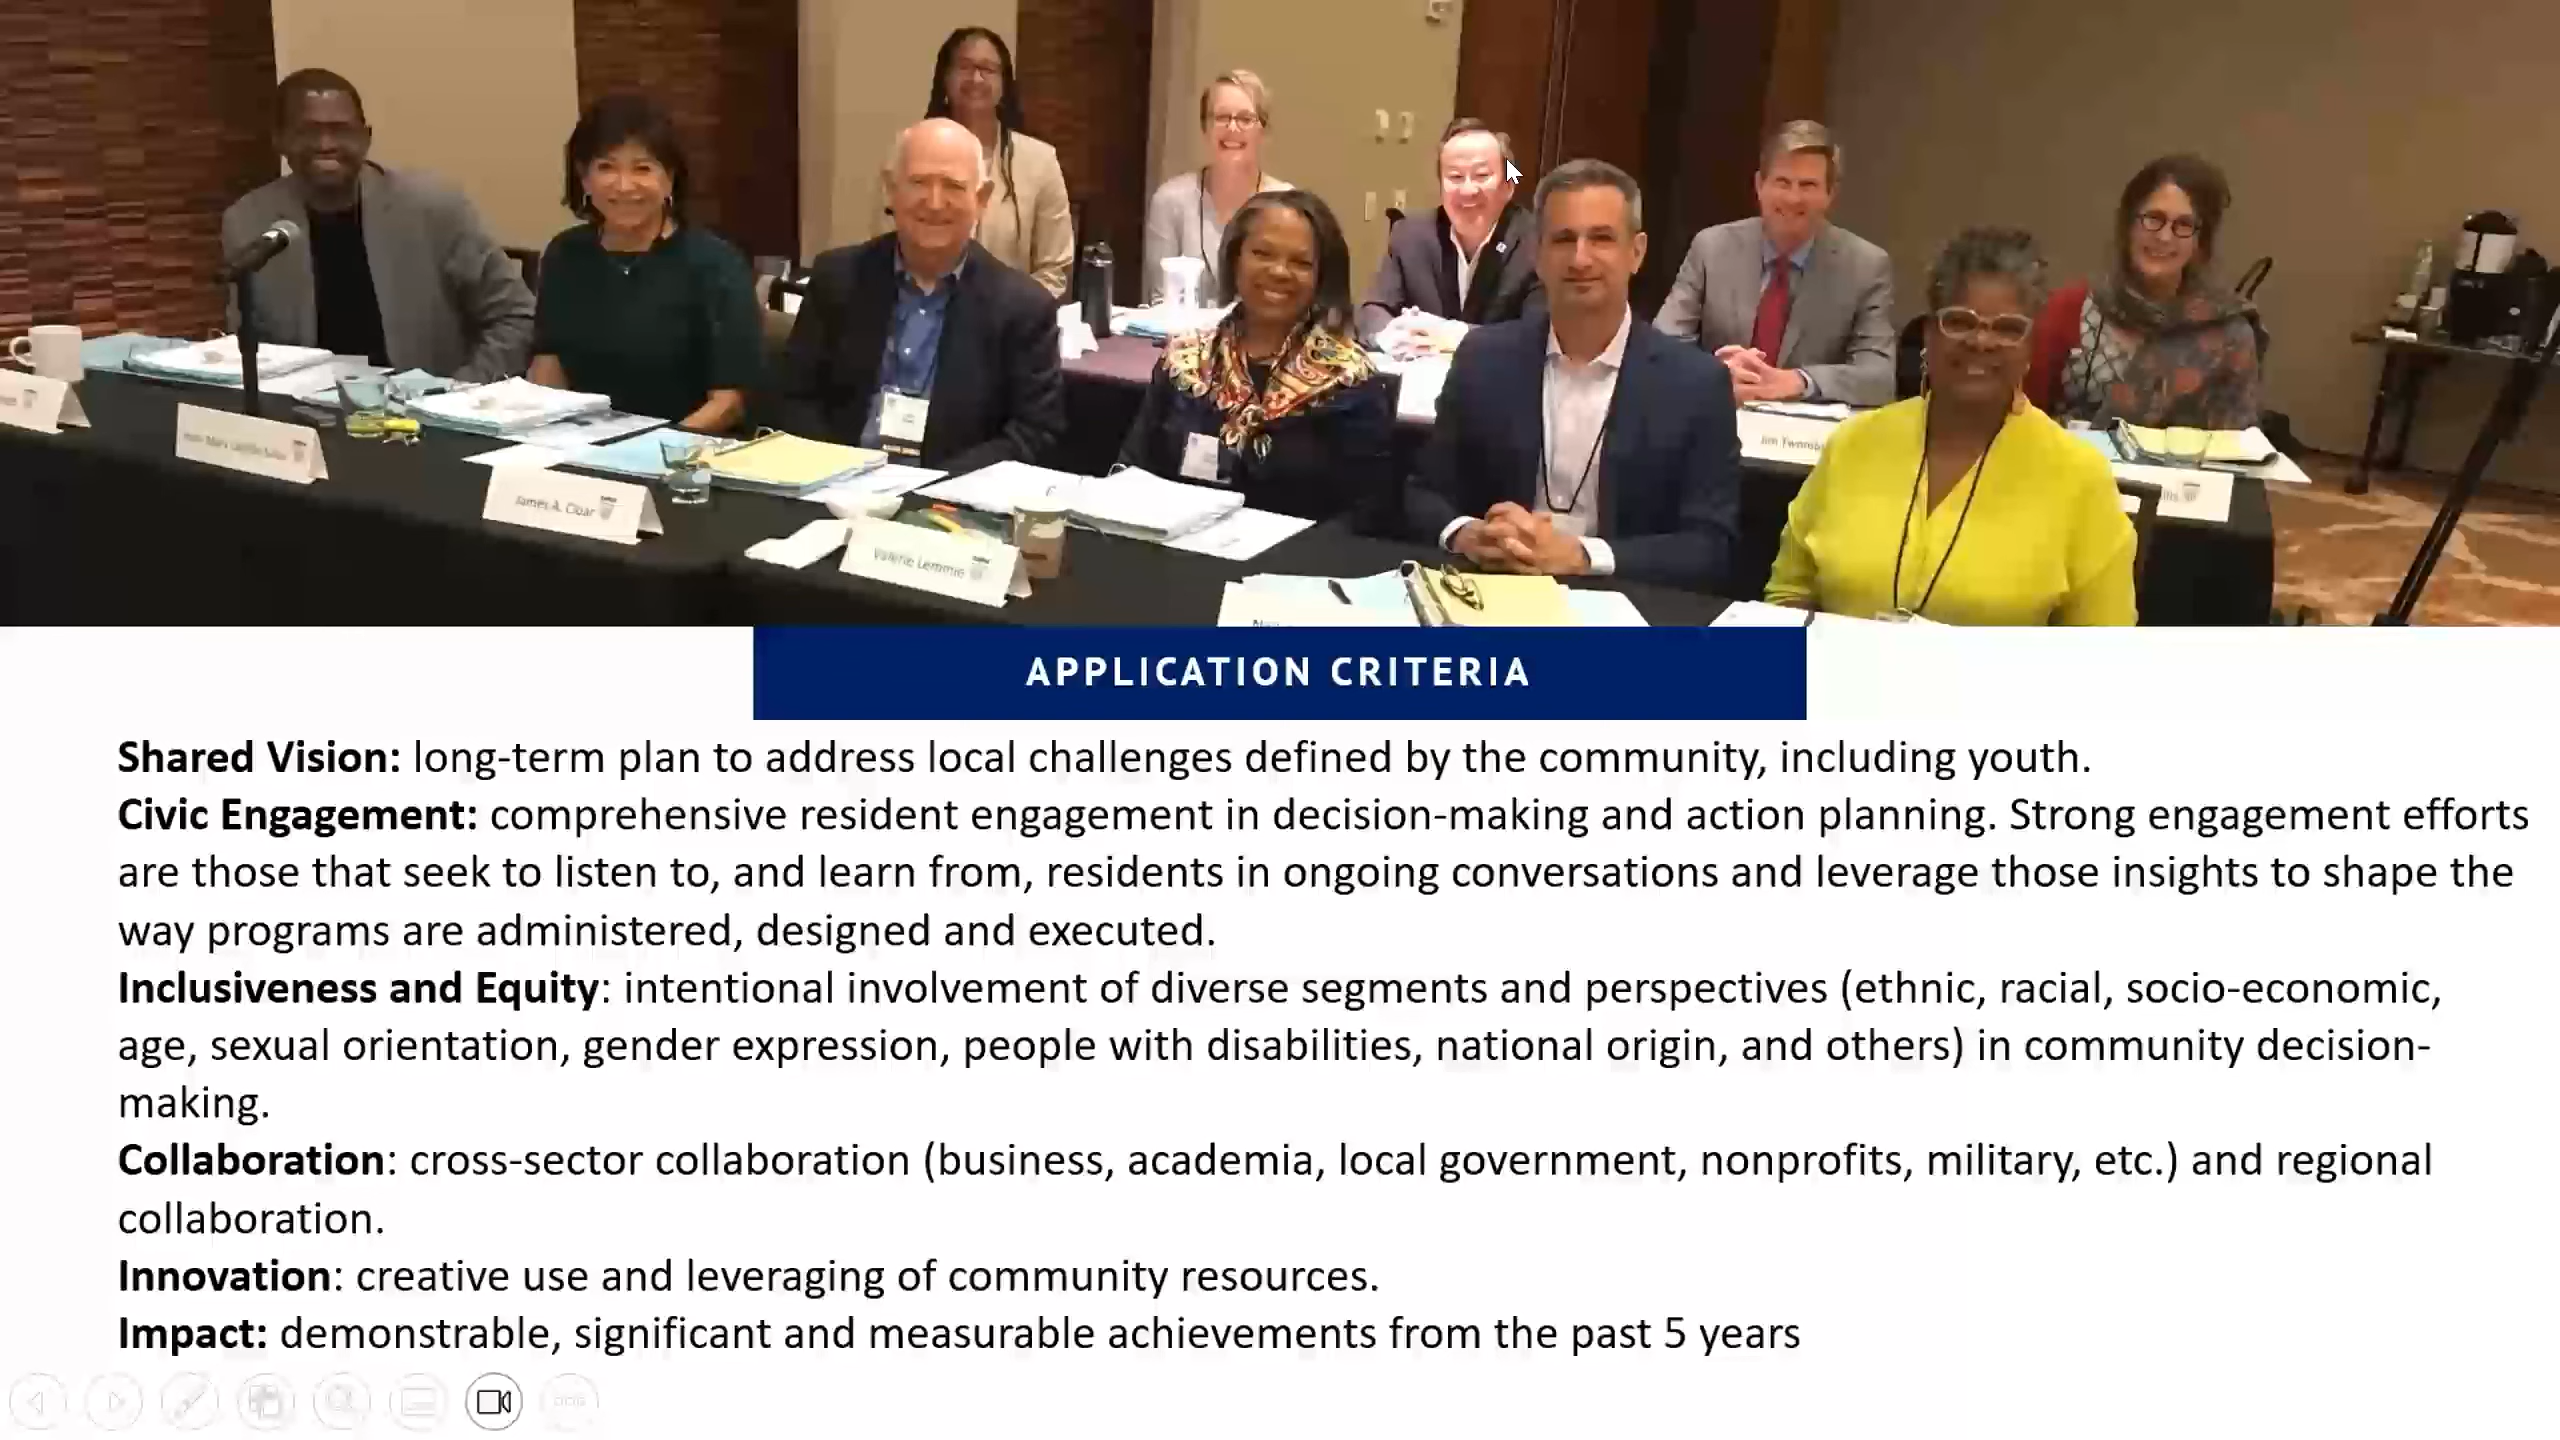 James A. Cloar
Valerie Lemmie
Jim Twombly
APPLICATION CRITERIA
Shared Vision: long-term plan to address local challenges defined by the community, including youth.
Civic Engagement: comprehensive resident engagement in decision-making and action planning. Strong engagement efforts
are those that seek to listen to, and learn from, residents in ongoing conversations and leverage those insights to shape the
way programs are administered, designed and executed.
Inclusiveness and Equity: intentional involvement of diverse segments and perspectives (ethnic, racial, socio-economic,
age, sexual orientation, gender expression, people with disabilities, national origin, and others) in community decision-
making.
Collaboration: cross-sector collaboration (business, academia, local government, nonprofits, military, etc.) and regional
collaboration.
Innovation: creative use and leveraging of community resources.
Impact: demonstrable, significant and measurable achievements from the past 5 years